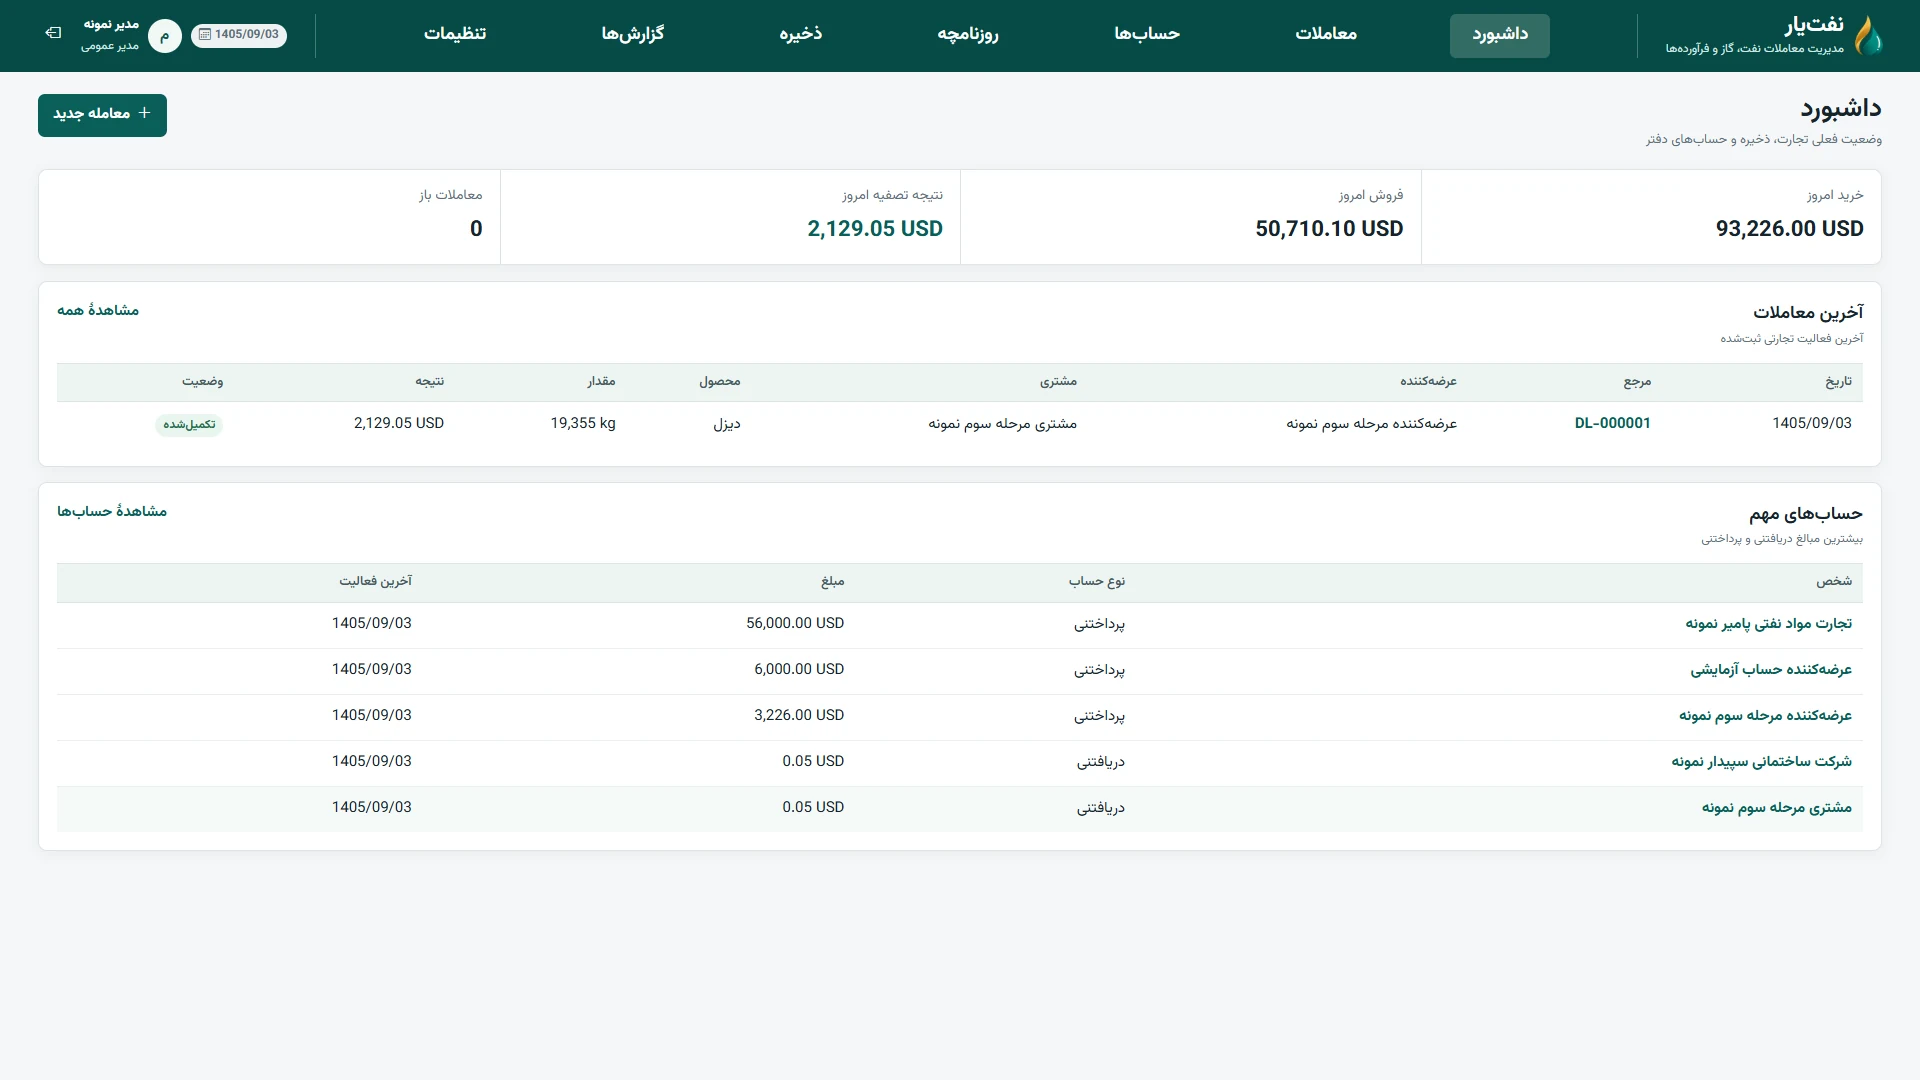 نفت‌یار
مدیریت معاملات نفت، گاز و فرآورده‌ها
داشبورد
معاملات
حساب‌ها
روزنامچه
ذخیره
گزارش‌ها
تنظیمات
1405/09/03
م
مدیر نمونه
مدیر عمومی
داشبورد
وضعیت فعلی تجارت، ذخیره و حساب‌های دفتر
+ معامله جدید
خرید امروز
93,226.00 USD
فروش امروز
50,710.10 USD
نتیجه تصفیه امروز
2,129.05 USD
معاملات باز
0
آخرین معاملات
مشاهدهٔ همه
آخرین فعالیت تجارتی ثبت‌شده
تاریخ مرجع عرضه‌کننده مشتری محصول مقدار نتیجه وضعیت
1405/09/03 DL-000001 عرضه‌کننده مرحله سوم نمونه مشتری مرحله سوم نمونه دیزل 19,355 kg 2,129.05 USD تکمیل‌شده
حساب‌های مهم
مشاهدهٔ حساب‌ها
بیشترین مبالغ دریافتنی و پرداختنی
شخص نوع حساب مبلغ آخرین فعالیت
تجارت مواد نفتی پامیر نمونه پرداختنی 56,000.00 USD 1405/09/03
عرضه‌کننده حساب آزمایشی پرداختنی 6,000.00 USD 1405/09/03
عرضه‌کننده مرحله سوم نمونه پرداختنی 3,226.00 USD 1405/09/03
شرکت ساختمانی سپیدار نمونه دریافتنی 0.05 USD 1405/09/03
مشتری مرحله سوم نمونه دریافتنی 0.05 USD 1405/09/03